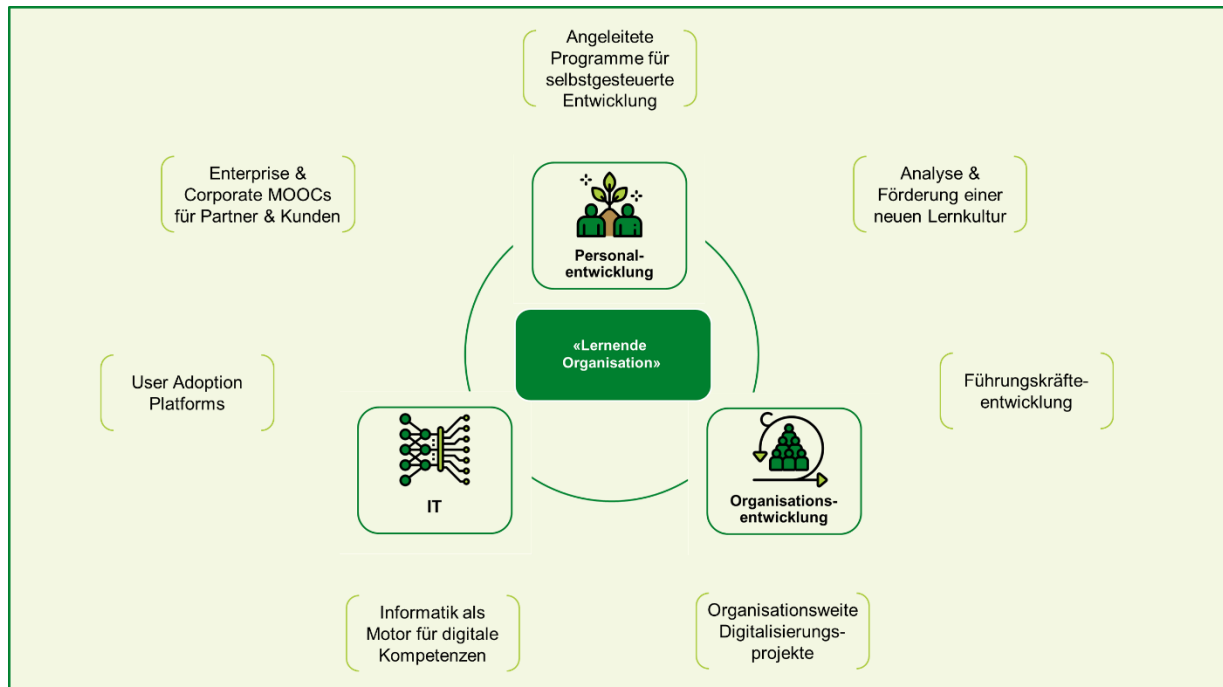 Angeleitete
Programme für
selbstgesteuerte
Entwicklung
Enterprise &
Corporate MOOCs
für Partner & Kunden
Analyse &
Förderung einer
neuen Lernkultur
Personal-
entwicklung
«Lernende
Organisation»
User Adoption
Platforms
Führungskräfte-
entwicklung
IT
Organisations-
entwicklung
Informatik als
Motor für digitale
Kompetenzen
Organisationsweite
Digitalisierungs-
projekte